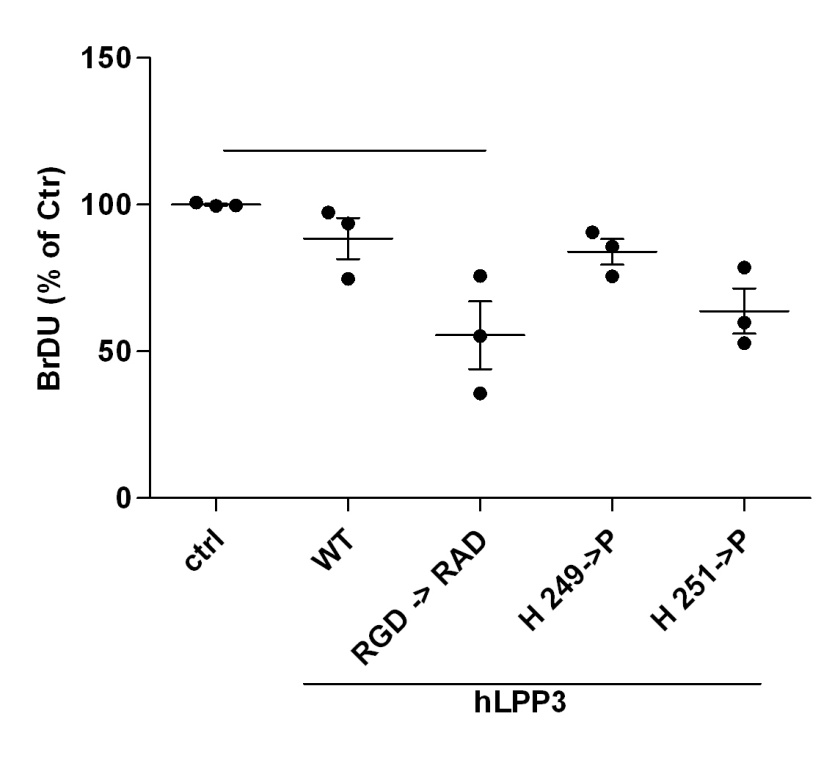 150
100
50
0
BrDU (% of Ctr)
ctrl
WT
RGD -> RAD
H 249->P
H 251->P
hLPP3